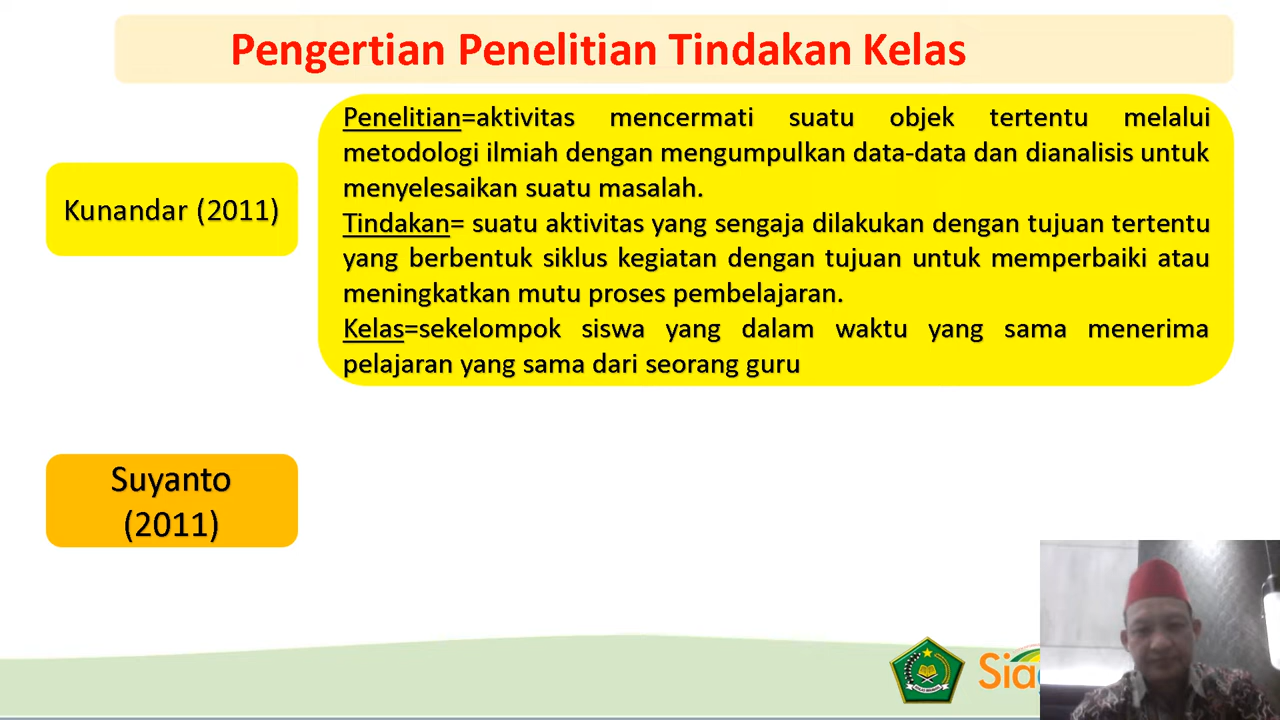 Pengertian Penelitian Tindakan Kelas
Kunandar (2011)
Penelitian=aktivitas mencermati suatu objek tertentu melalui
metodologi ilmiah dengan mengumpulkan data-data dan dianalisis untuk
menyelesaikan suatu masalah.
Tindakan= suatu aktivitas yang sengaja dilakukan dengan tujuan tertentu
yang berbentuk siklus kegiatan dengan tujuan untuk memperbaiki atau
meningkatkan mutu proses pembelajaran.
Kelas=sekelompok siswa yang dalam waktu yang sama menerima
pelajaran yang sama dari seorang guru
Suyanto
(2011)